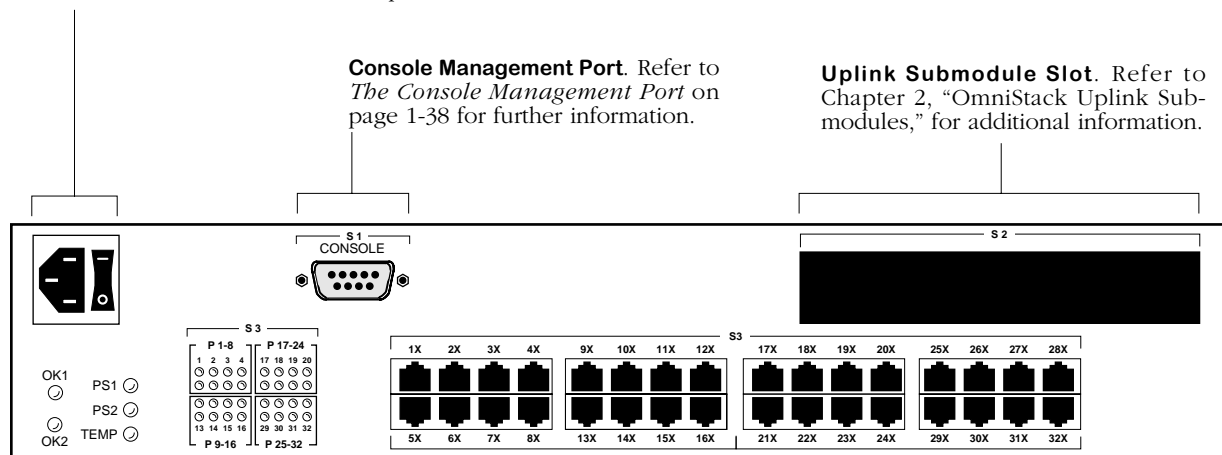 Console Management Port. Refer to
The Console Management Port on
page 1-38 for further information.
Uplink Submodule Slot. Refer to
Chapter 2, “OmniStack Uplink Sub-
modules,” for additional information.
S 1
CONSOLE
S 2
S 3
P 1-8 P 17-24
1 2 3 4 17 18 19 20
13 14 15 16 29 30 31 32
P 9-16 P 25-32
OK1
OK2
PS1
PS2
TEMP
S3
1X 2X 3X 4X 9X 10X 11X 12X 17X 18X 19X 20X 25X 26X 27X 28X
5X 6X 7X 8X 13X 14X 15X 16X 21X 22X 23X 24X 29X 30X 31X 32X